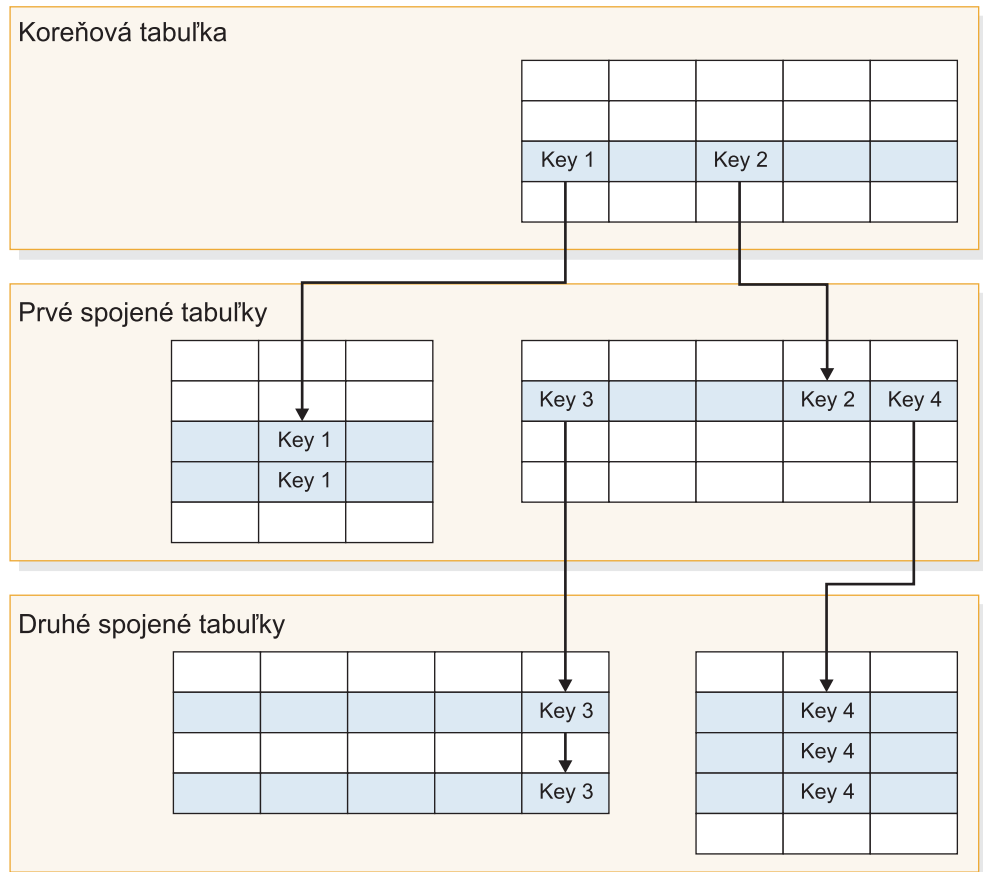 Koreňová tabuľka
Key 1 Key 2
Prvé spojené tabuľky
Key 3 Key 2 Key 4
Key 1
Key 1
Druhé spojené tabuľky
Key 3 Key 4
Key 4
Key 3 Key 4